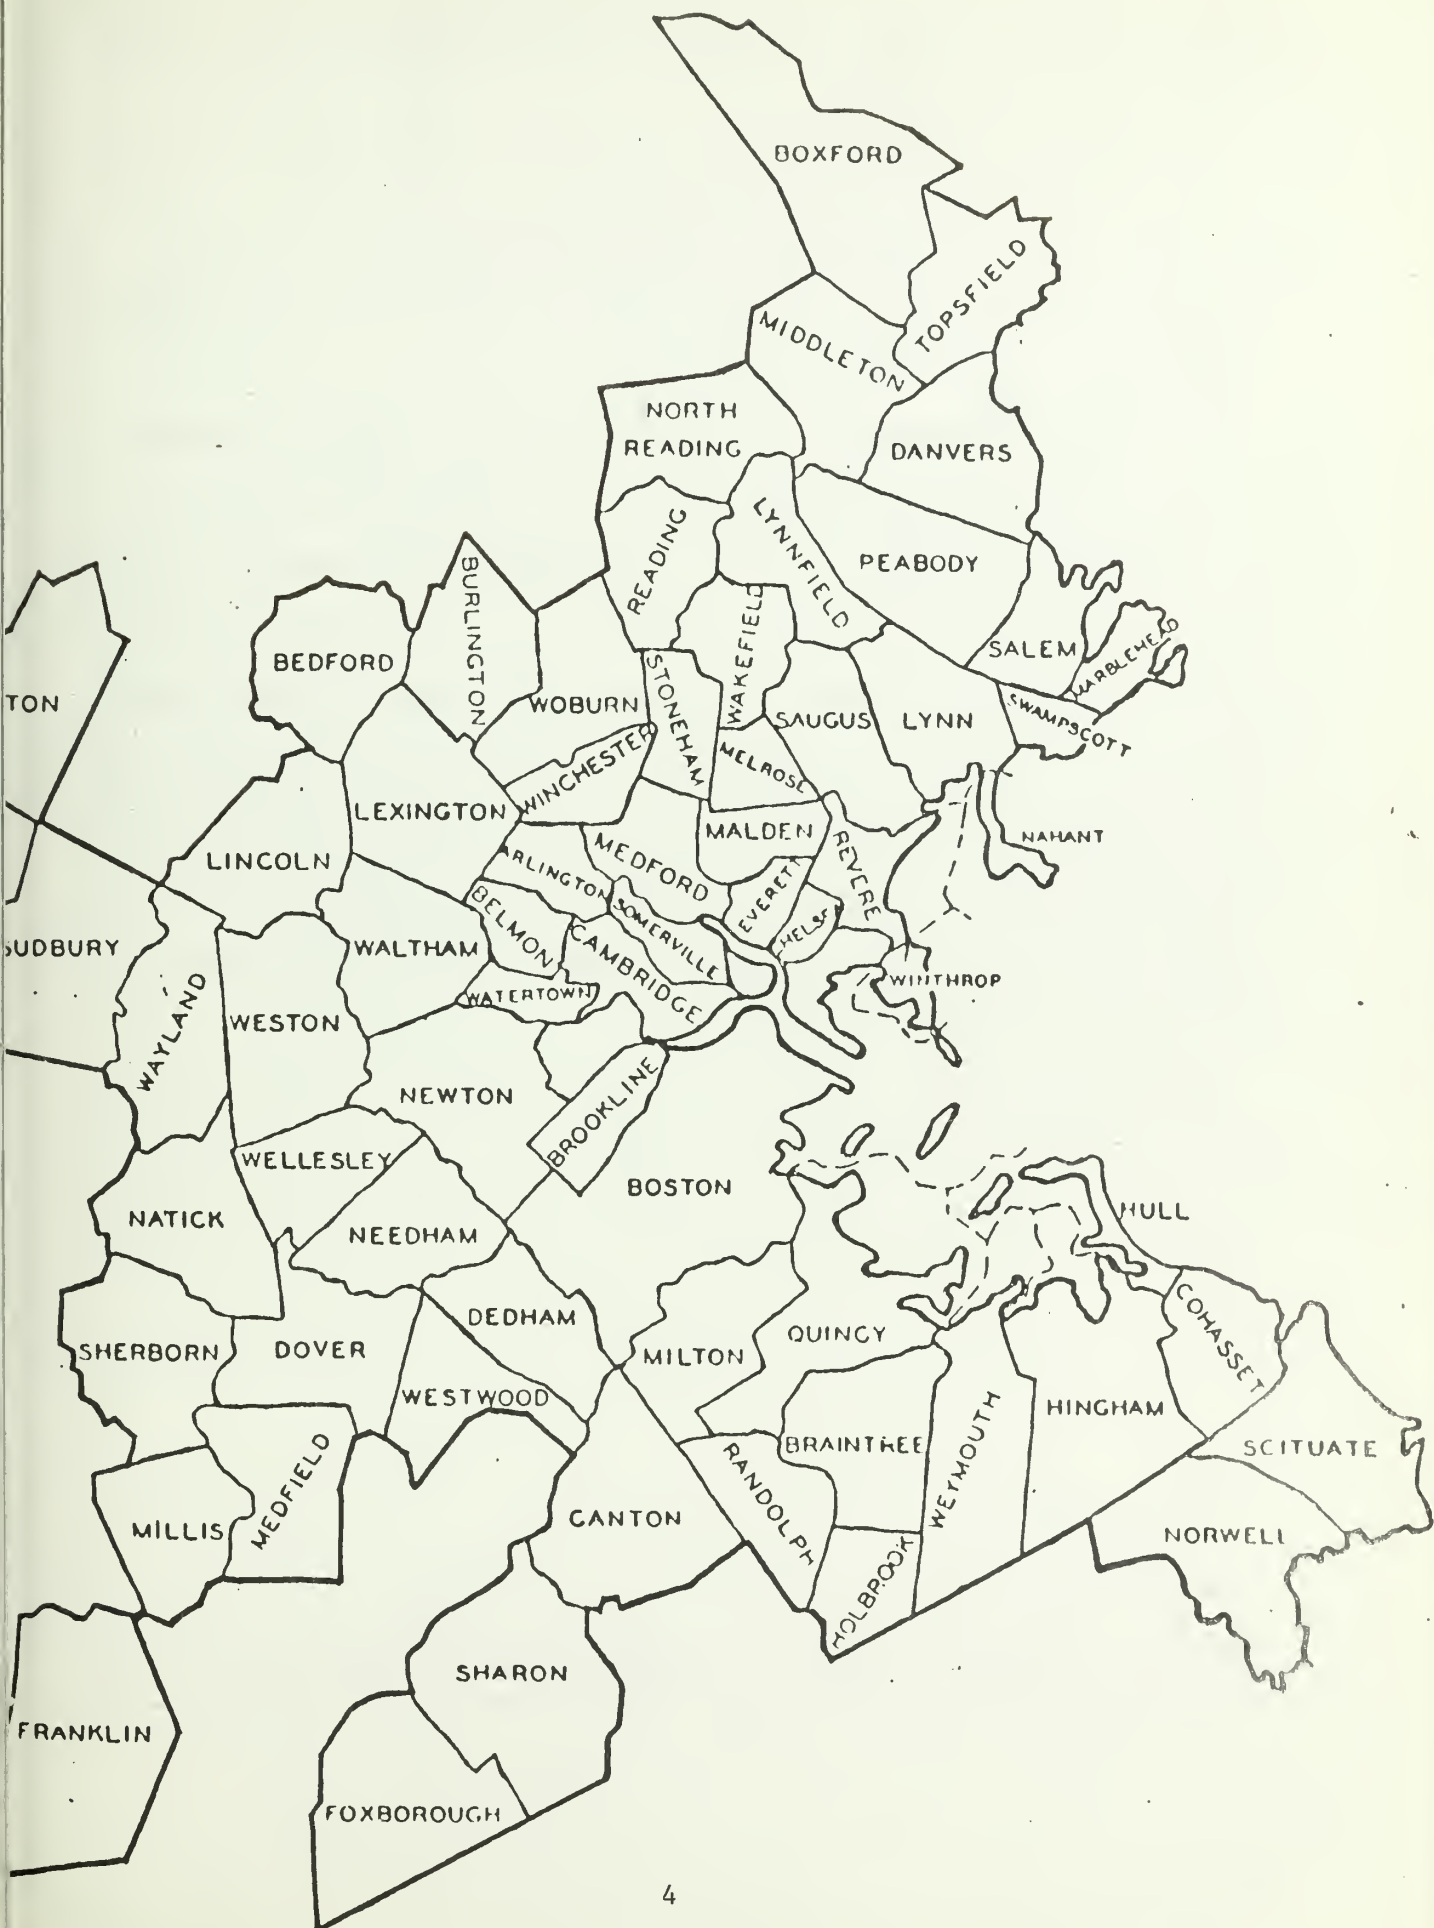 BOXFORD
TOPSFIELD
MIDDLETON
NORTH
READING
DANVERS
LYNNFIELD
READING
PEABODY
BURLINGTON
WAKEFIELD
SALEM
MARBLEHEAD
BEDFORD
STONEHAM
TON
WOBURN
SAUGUS
LYNN
SWAMPSCOTT
WINCHESTER
MELROSE
LEXINGTON
MALDEN
NAHANT
LINCOLN
ARLINGTON
MEDFORD
REVERE
EVERETT
BELMON
SOMERVILLE
CHELSE
SUDBURY
WALTHAM
CAMBRIDGE
WATERTOWN
WINTHROP
WAYLAND
WESTON
NEWTON
BROOKLINE
WELLESLEY
BOSTON
NATICK
NEEDHAM
HULL
DEDHAM
COHASSET
SHERBORN
DOVER
MILTON
QUINCY
WESTWOOD
HINGHAM
BRAINTREE
WEYMOUTH
SCITUATE
MEDFIELD
RANDOLPH
MILLIS
CANTON
NORWELL
HOLBROOK
SHARON
FRANKLIN
FOXBOROUGH
4